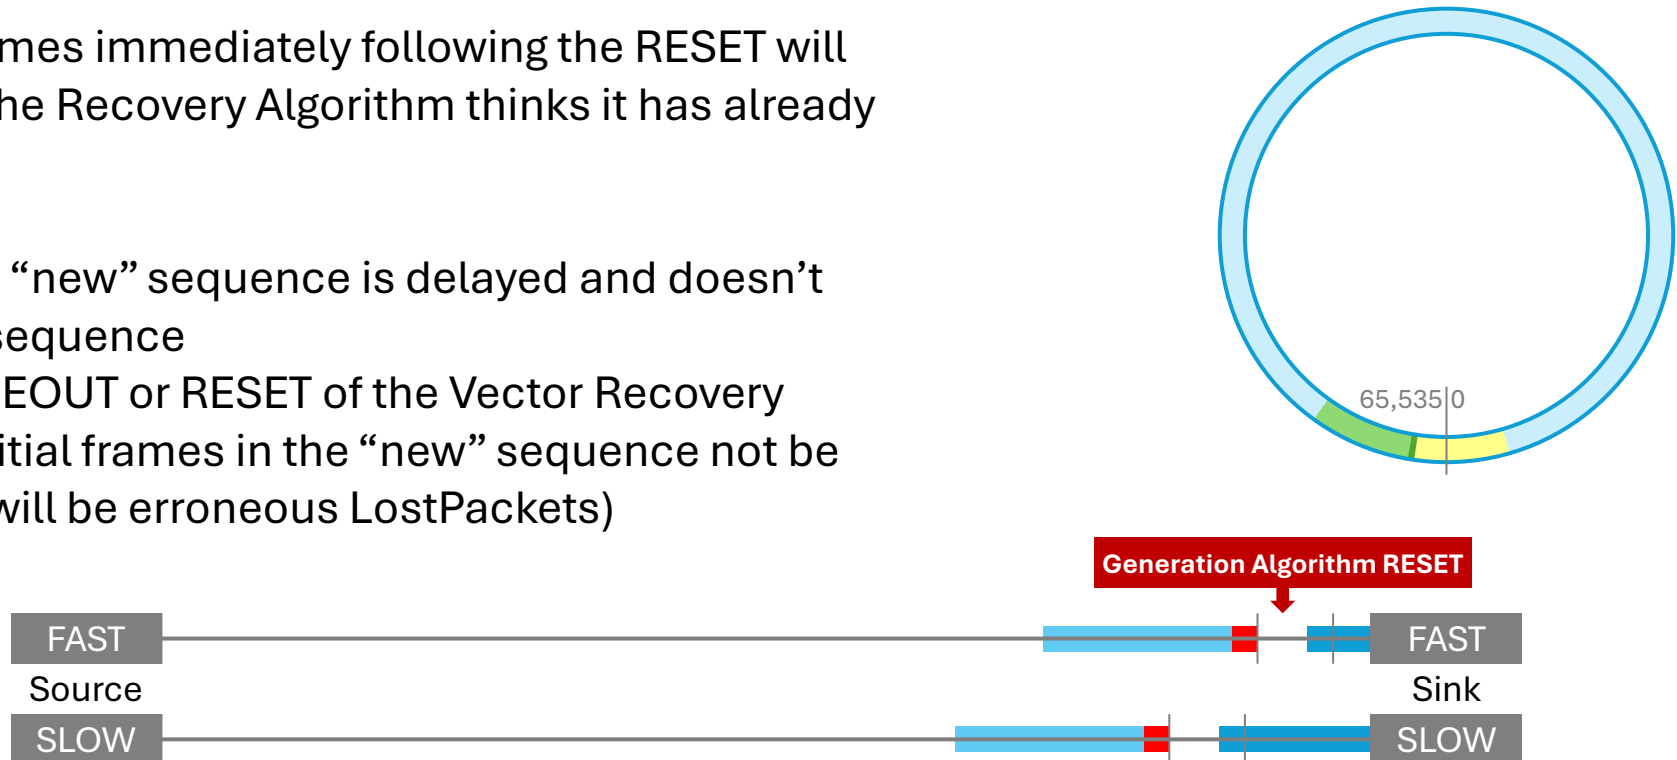 mes immediately following the RESET will
he Recovery Algorithm thinks it has already
“new” sequence is delayed and doesn’t
sequence
EOUT or RESET of the Vector Recovery
itial frames in the “new” sequence not be
will be erroneous LostPackets)
65,535 0
Generation Algorithm RESET
FAST FAST
Source Sink
SLOW SLOW